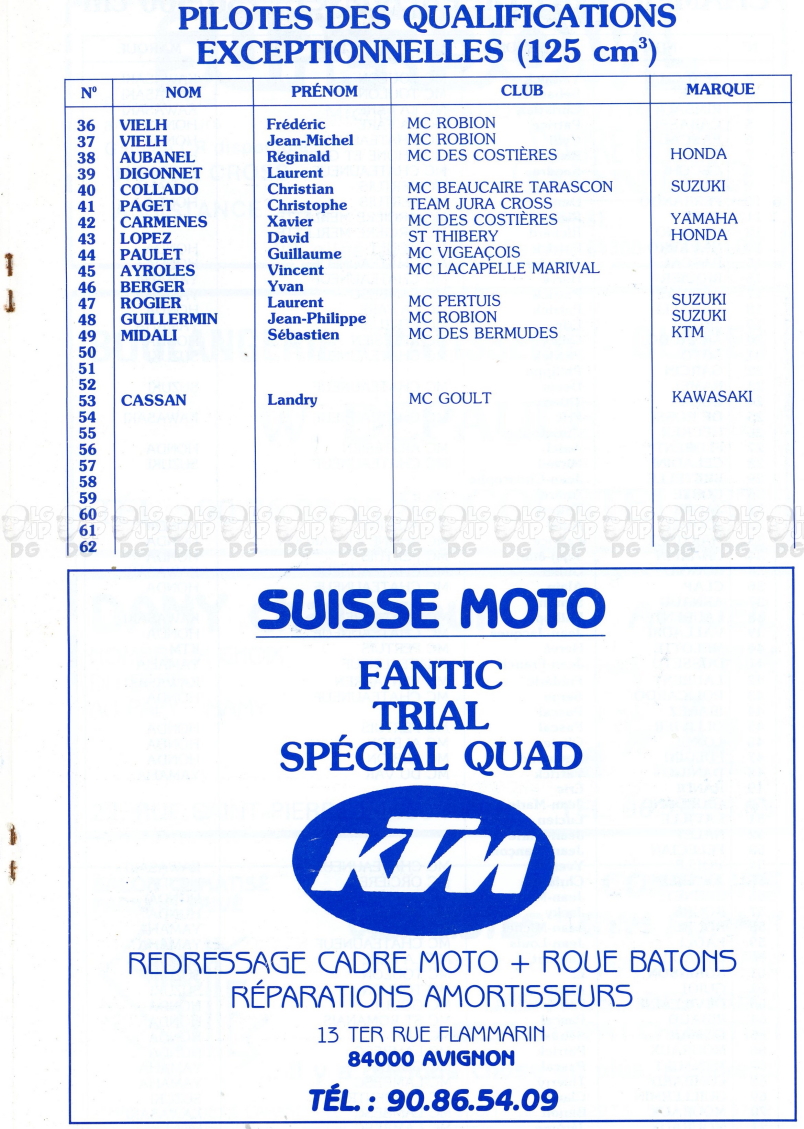 PILOTES DES QUALIFICATIONS
EXCEPTIONNELLES (125 cm³)
N° NOM PRÉNOM CLUB MARQUE
36 VIELH Frédéric MC ROBION
37 VIELH Jean-Michel MC ROBION
38 AUBANEL Réginald MC DES COSTIÈRES HONDA
39 DIGONNET Laurent
40 COLLADO Christian MC BEAUCAIRE TARASCON SUZUKI
41 PAGET Christophe TEAM JURA CROSS
42 CARMENES Xavier MC DES COSTIÈRES YAMAHA
43 LOPEZ David ST THIBERY HONDA
44 PAULET Guillaume MC VIGEAÇOIS
45 AYROLES Vincent MC LACAPELLE MARIVAL
46 BERGER Yvan
47 ROGIER Laurent MC PERTUIS SUZUKI
48 GUILLERMIN Jean-Philippe MC ROBION SUZUKI
49 MIDALI Sébastien MC DES BERMUDES KTM
50
51
52
53 CASSAN Landry MC GOULT KAWASAKI
54
55
56
57
58
59
60
61
62
SUISSE MOTO
FANTIC
TRIAL
SPÉCIAL QUAD
KTM
REDRESSAGE CADRE MOTO + ROUE BATONS
RÉPARATIONS AMORTISSEURS
13 TER RUE FLAMMARIN
84000 AVIGNON
TÉL. : 90.86.54.09